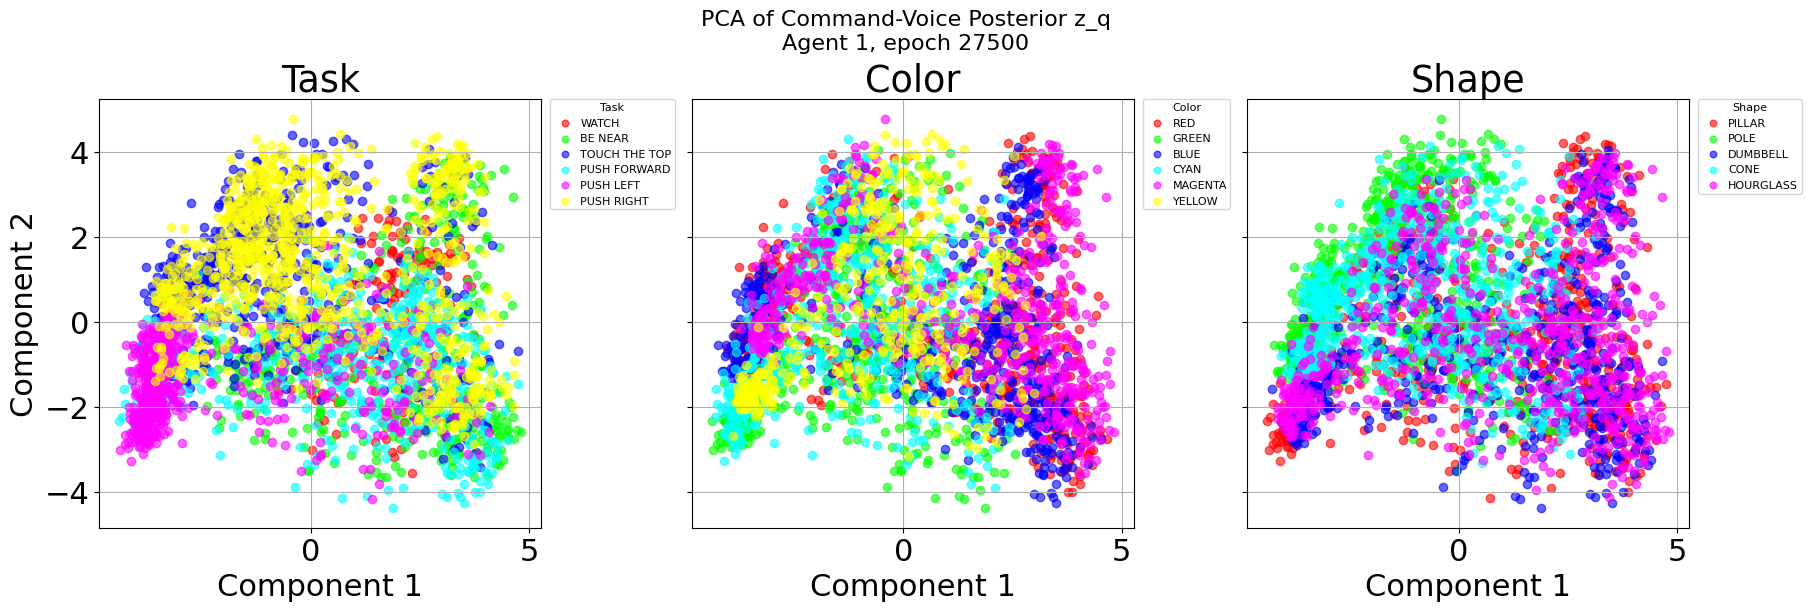 PCA of Command-Voice Posterior z_q
Agent 1, epoch 27500
Task
Color
Shape
Component 2
4
2
0
−2
−4
0
5
Component 1
0
5
Component 1
0
5
Component 1
Task
WATCH
BE NEAR
TOUCH THE TOP
PUSH FORWARD
PUSH LEFT
PUSH RIGHT
Color
RED
GREEN
BLUE
CYAN
MAGENTA
YELLOW
Shape
PILLAR
POLE
DUMBBELL
CONE
HOURGLASS